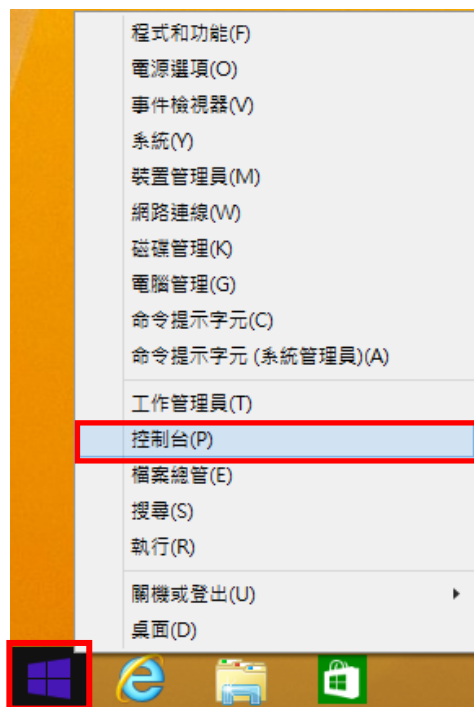 程式和功能(F)
電源選項(O)
事件檢視器(V)
系統(Y)
裝置管理員(M)
網路連線(W)
磁碟管理(K)
電腦管理(G)
命令提示字元(C)
命令提示字元 (系統管理員)(A)
工作管理員(T)
控制台(P)
檔案總管(E)
搜尋(S)
執行(R)
關機或登出(U)
桌面(D)